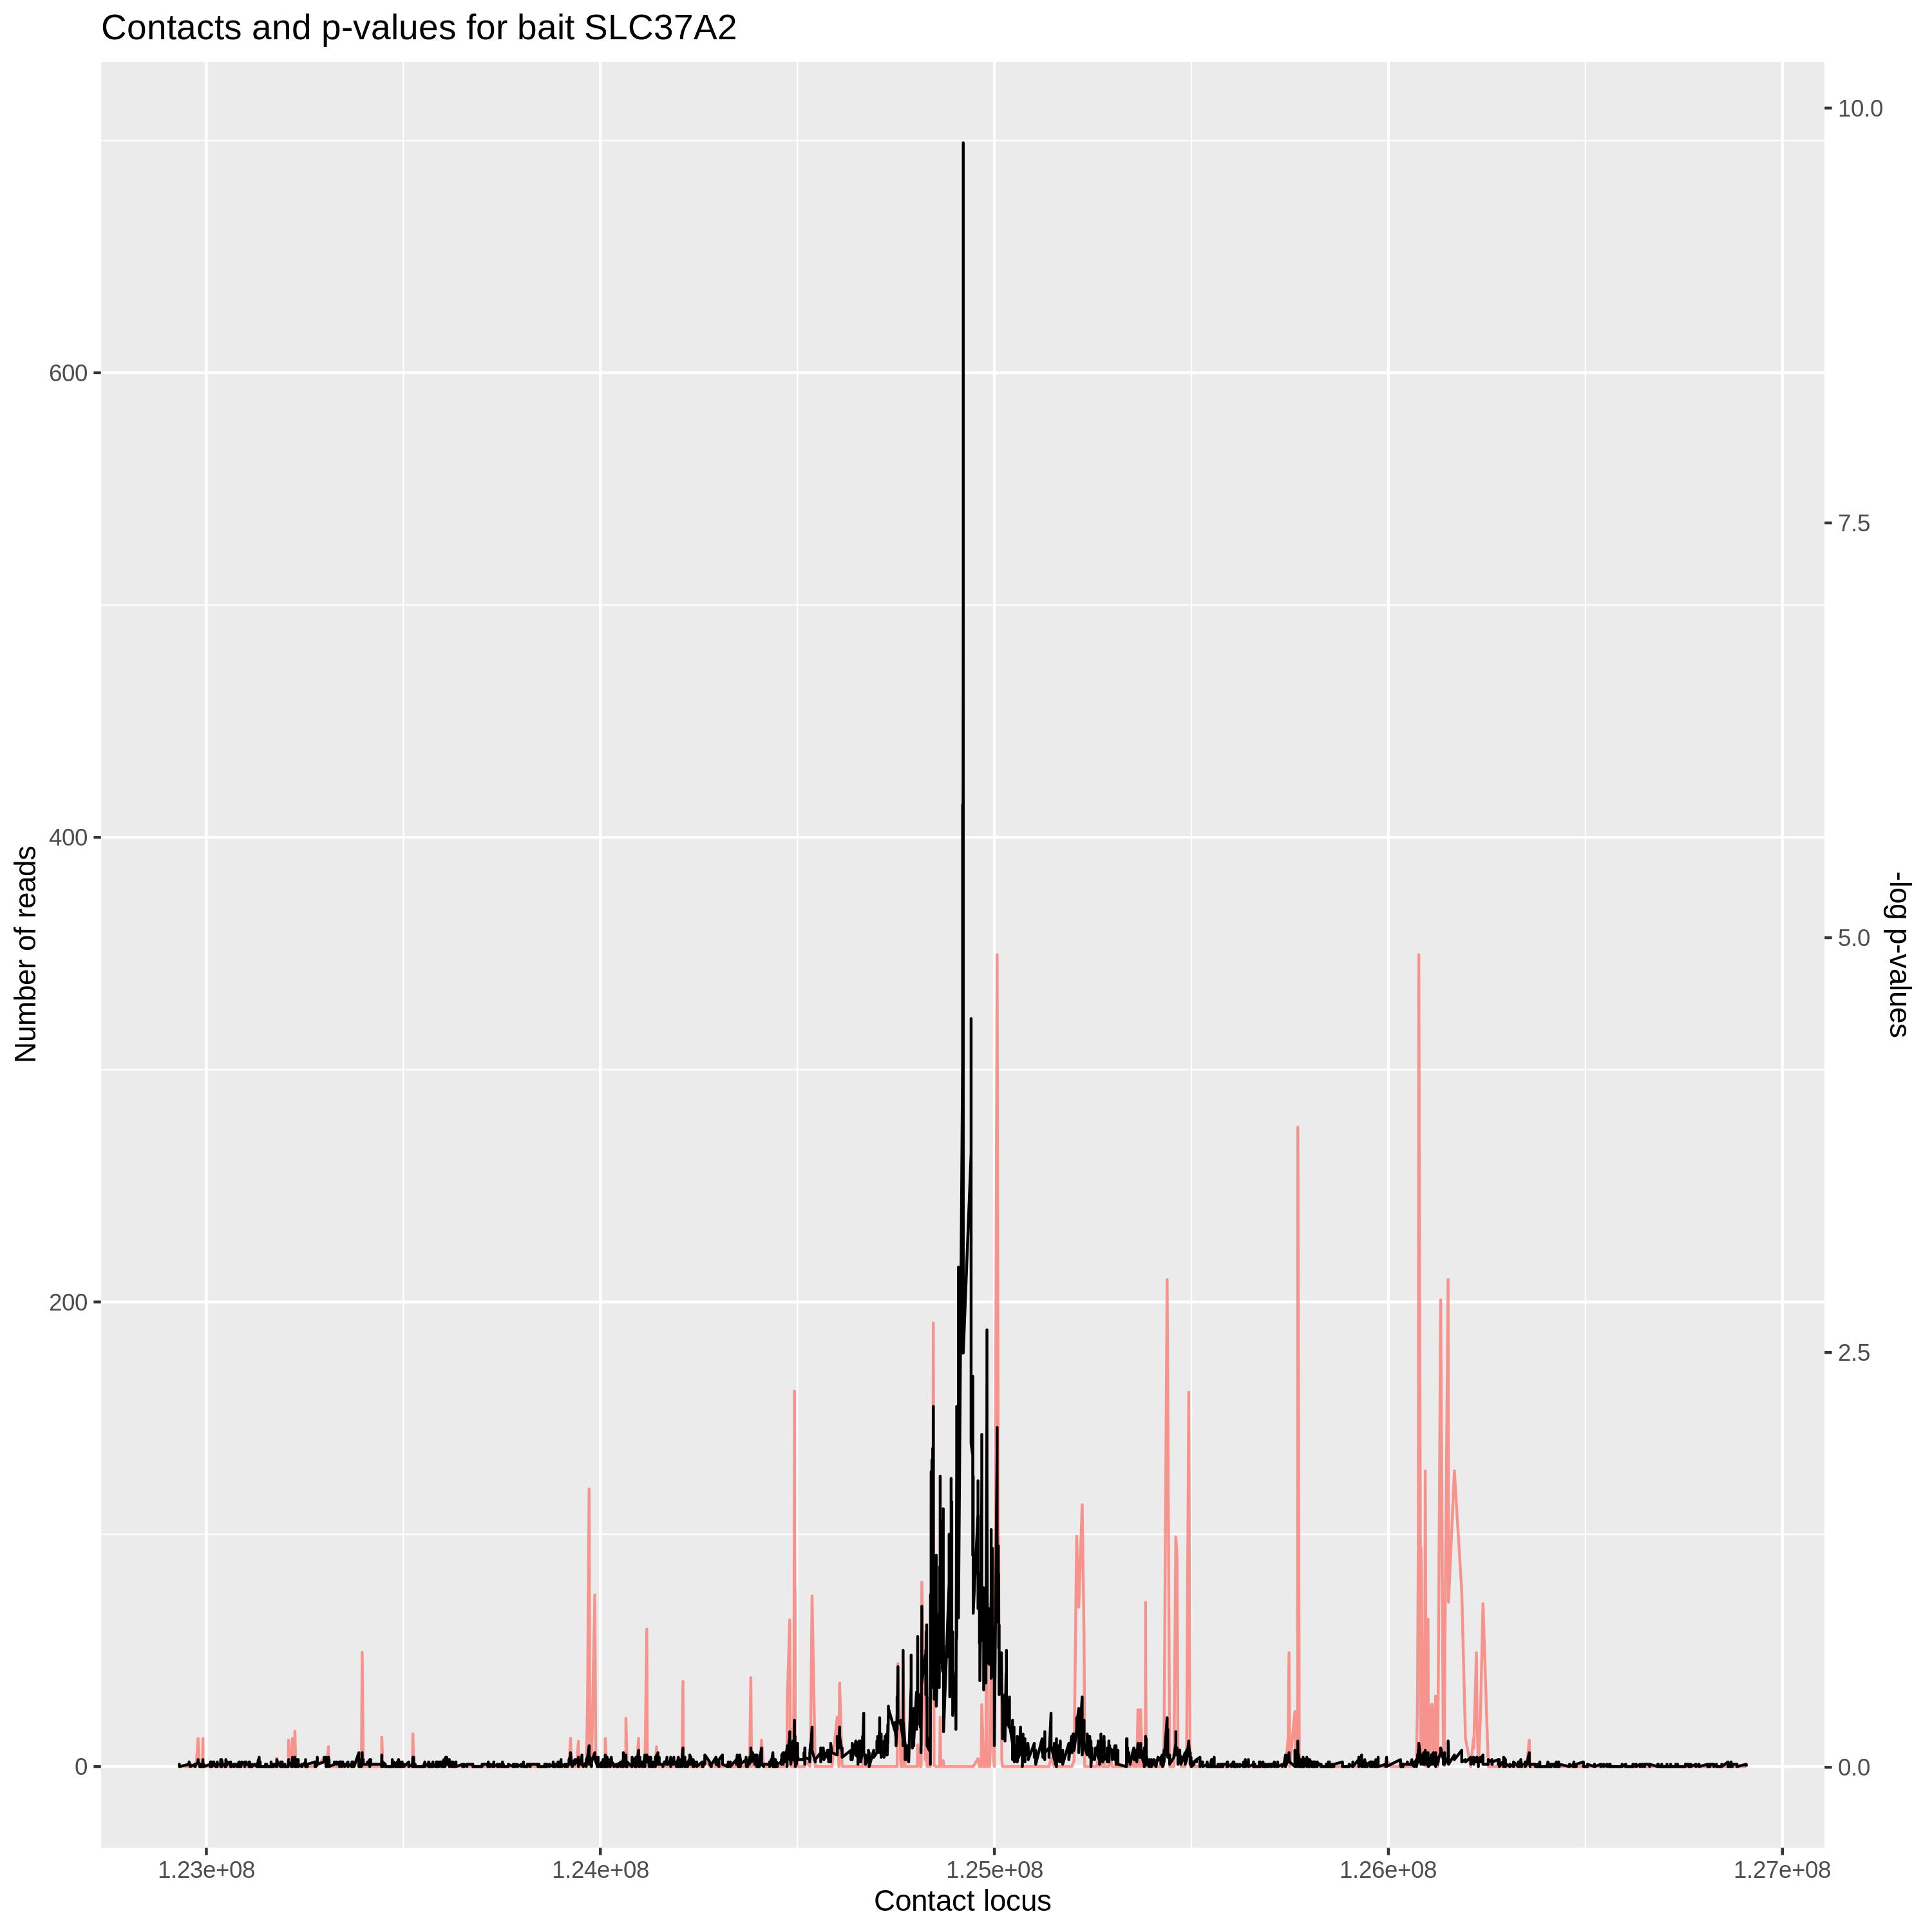 Contacts and p-values for bait SLC37A2
Number of reads
600
400
200
0
10.0
7.5
5.0
2.5
0.0
-log p-values
1.23e+08
1.24e+08
1.25e+08
1.26e+08
1.27e+08
Contact locus